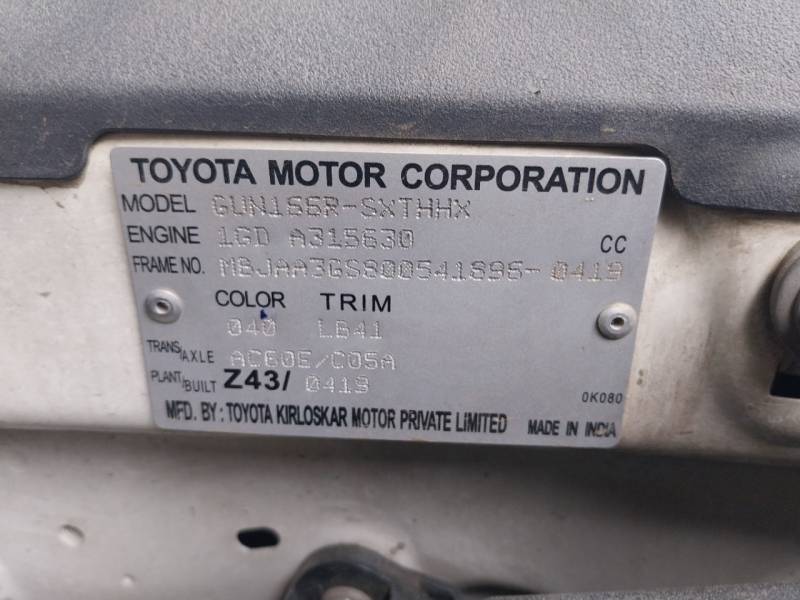 TOYOTA MOTOR CORPORATION
MODEL GUN166R-SXTHHX
ENGINE 1GD A315630 CC
FRAME NO. MBJAA3GS800541896-0419
COLOR TRIM
040 LB41
TRANS/AXLE AC60E/C05A
PLANT/BUILT Z43/ 0419
0K080
MFD. BY : TOYOTA KIRLOSKAR MOTOR PRIVATE LIMITED MADE IN INDIA